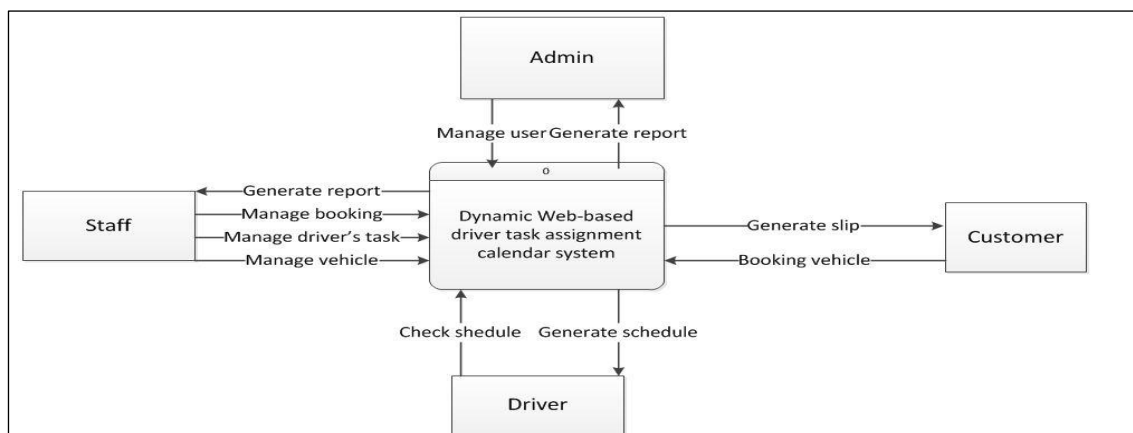 Admin
Manage user
Generate report
0
Generate report
Manage booking
Manage driver's task
Manage vehicle
Staff
Dynamic Web-based
driver task assignment
calendar system
Generate slip
Booking vehicle
Customer
Check shedule
Generate schedule
Driver